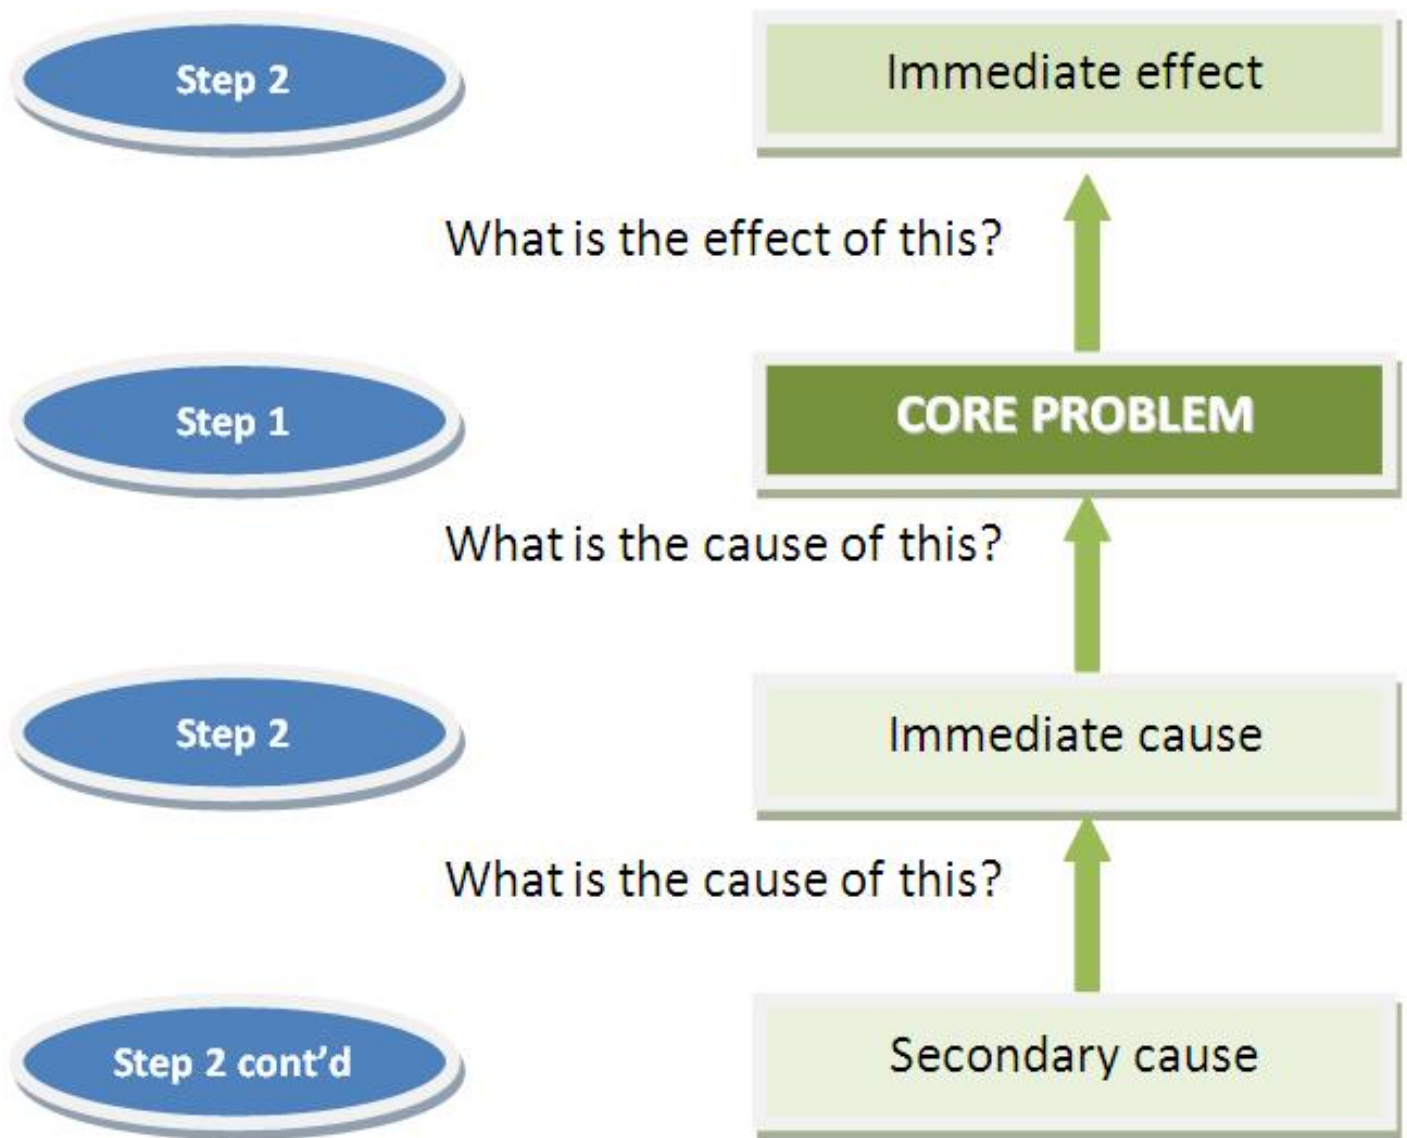 Step 2
Immediate effect
What is the effect of this?
Step 1
CORE PROBLEM
What is the cause of this?
Step 2
Immediate cause
What is the cause of this?
Step 2 cont’d
Secondary cause